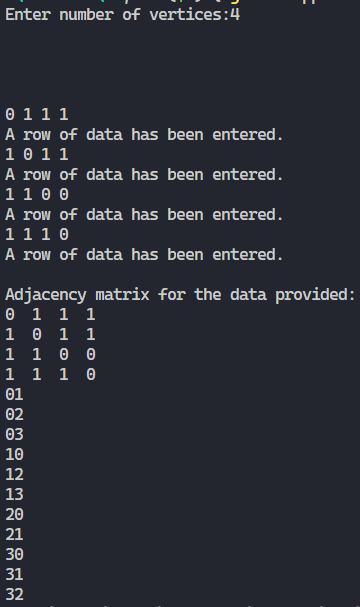 Enter number of vertices:4
0 1 1 1
A row of data has been entered.
1 0 1 1
A row of data has been entered.
1 1 0 0
A row of data has been entered.
1 1 1 0
A row of data has been entered.
Adjacency matrix for the data provided:
0  1  1  1
1  0  1  1
1  1  0  0
1  1  1  0
01
02
03
10
12
13
20
21
30
31
32